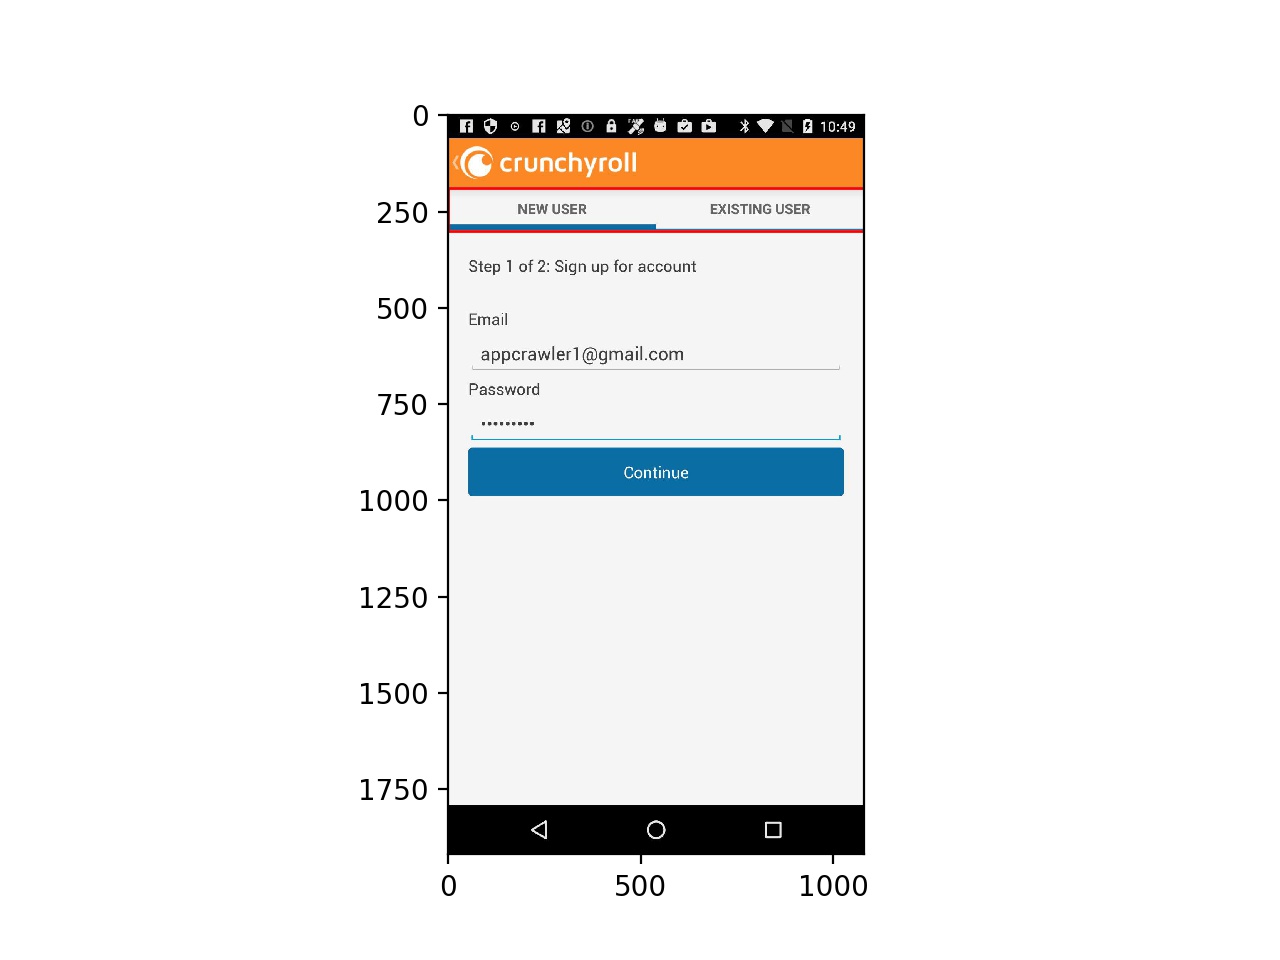 0
10:49
crunchyroll
250
NEW USER
EXISTING USER
Step 1 of 2: Sign up for account
500
Email
appcrawler1@gmail.com
750
Password
•••••••••
Continue
1000
1250
1500
1750
0
500
1000